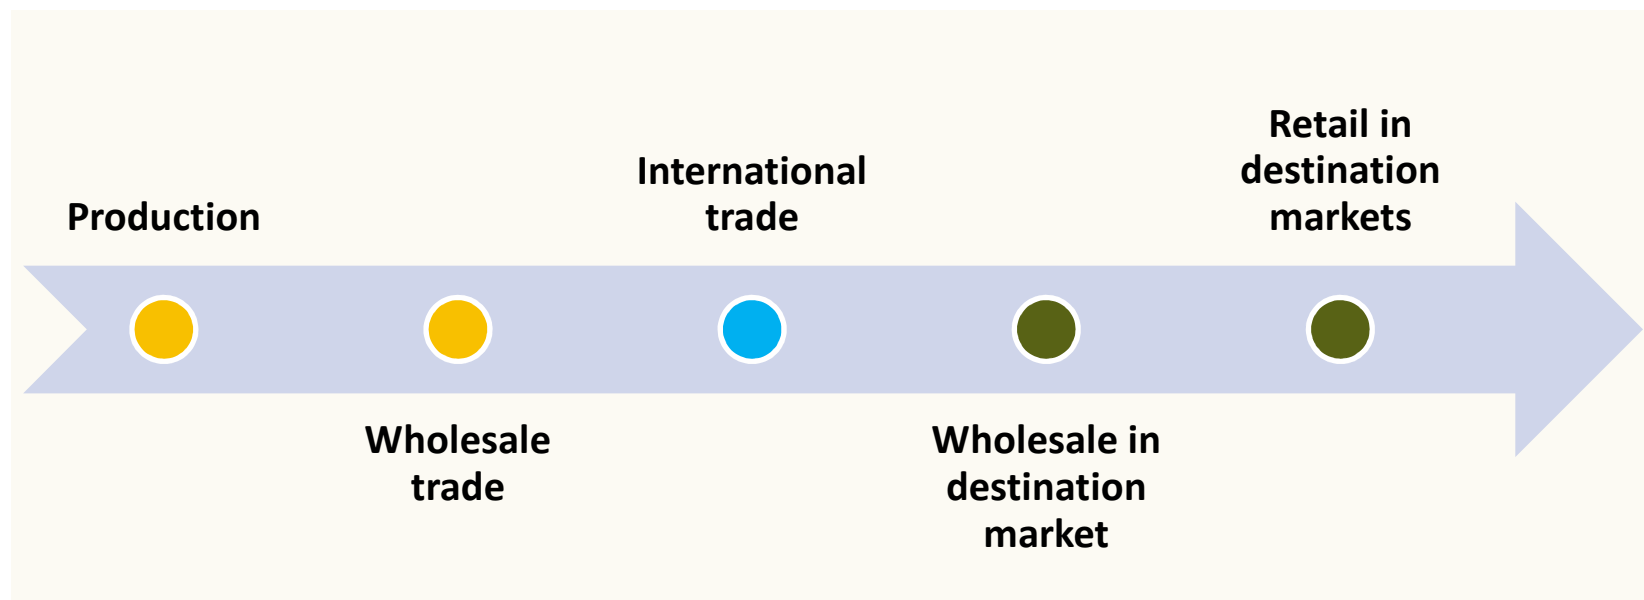 Production
Wholesale
trade
International
trade
Wholesale in
destination
market
Retail in
destination
markets